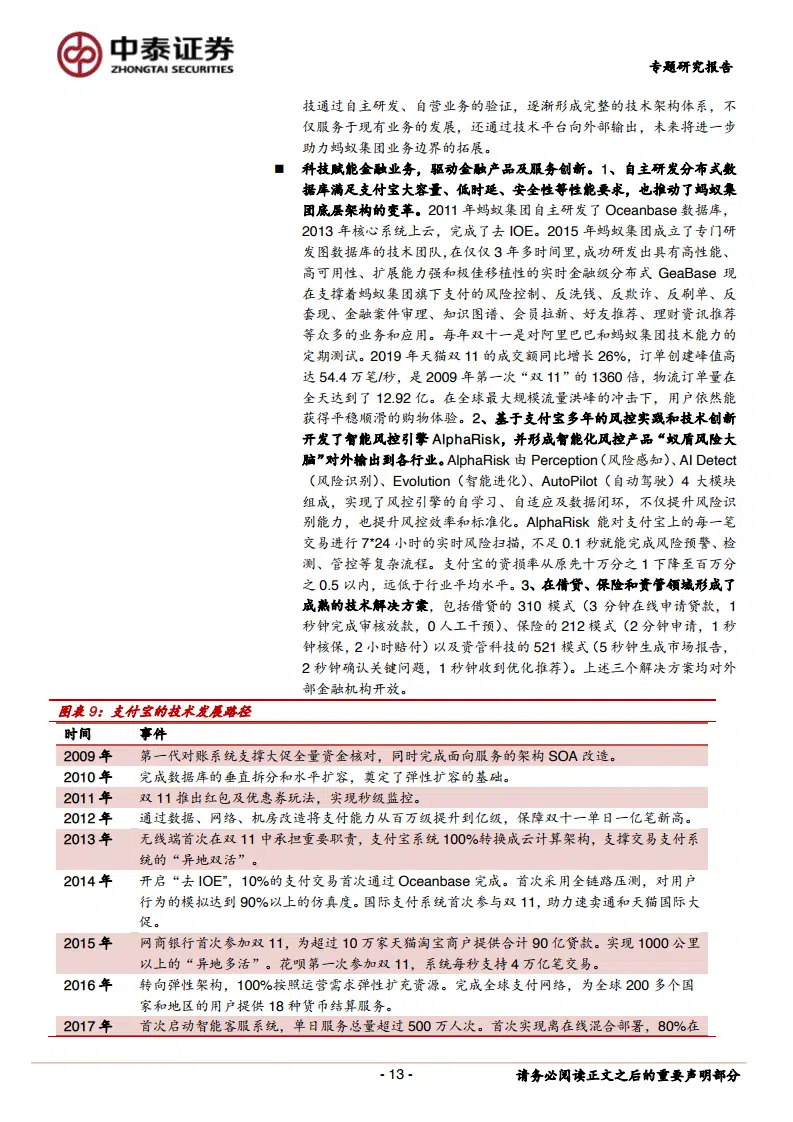 中泰证券
ZHONGTAI SECURITIES
专题研究报告
技通过自主研发、自营业务的验证，逐渐形成完整的技术架构体系，不
仅服务于现有业务的发展，还通过技术平台向外部输出，未来将进一步
助力蚂蚁集团业务边界的拓展。
■ 科技赋能金融业务，驱动金融产品及服务创新。1、自主研发分布式数
据库满足支付宝大容量、低时延、安全性等性能要求，也推动了蚂蚁集
团底层架构的变革。2011 年蚂蚁集团自主研发了 Oceanbase 数据库，
2013 年核心系统上云，完成了去 IOE。2015 年蚂蚁集团成立了专门研
发图数据库的技术团队,在仅仅 3 年多时间里,成功研发出具有高性能、
高可用性、扩展能力强和极佳移植性的实时金融级分布式 GeaBase 现
在支撑着蚂蚁集团旗下支付的风险控制、反洗钱、反欺诈、反刷单、反
套现、金融案件审理、知识图谱、会员拉新、好友推荐、理财资讯推荐
等众多的业务和应用。每年双十一是对阿里巴巴和蚂蚁集团技术能力的
定期测试。2019 年天猫双 11 的成交额同比增长 26%，订单创建峰值高
达 54.4 万笔/秒，是 2009 年第一次“双 11”的 1360 倍，物流订单量在
全天达到了 12.92 亿。在全球最大规模流量洪峰的冲击下，用户依然能
获得平稳顺滑的购物体验。2、基于支付宝多年的风控实践和技术创新
开发了智能风控引擎 AlphaRisk，并形成智能化风控产品“蚁盾风险大
脑”对外输出到各行业。AlphaRisk 由 Perception（风险感知）、AI Detect
（风险识别）、Evolution（智能进化）、AutoPilot（自动驾驶）4 大模块
组成，实现了风控引擎的自学习、自适应及数据闭环，不仅提升风险识
别能力，也提升风控效率和标准化。AlphaRisk 能对支付宝上的每一笔
交易进行 7*24 小时的实时风险扫描，不足 0.1 秒就能完成风险预警、检
测、管控等复杂流程。支付宝的资损率从原先十万分之 1 下降至百万分
之 0.5 以内，远低于行业平均水平。3、在借贷、保险和资管领域形成了
成熟的技术解决方案，包括借贷的 310 模式（3 分钟在线申请贷款，1
秒钟完成审核放款，0 人工干预）、保险的 212 模式（2 分钟申请，1 秒
钟核保，2 小时赔付）以及资管科技的 521 模式（5 秒钟生成市场报告，
2 秒钟确认关键问题，1 秒钟收到优化推荐）。上述三个解决方案均对外
部金融机构开放。
图表 9：支付宝的技术发展路径
时间 事件
2009 年 第一代对账系统支撑大促全量资金核对，同时完成面向服务的架构 SOA 改造。
2010 年 完成数据库的垂直拆分和水平扩容，奠定了弹性扩容的基础。
2011 年 双 11 推出红包及优惠券玩法，实现秒级监控。
2012 年 通过数据、网络、机房改造将支付能力从百万级提升到亿级，保障双十一单日一亿笔新高。
2013 年 无线端首次在双 11 中承担重要职责，支付宝系统 100%转换成云计算架构，支撑交易支付系
统的“异地双活”。
2014 年 开启“去 IOE”，10%的支付交易首次通过 Oceanbase 完成。首次采用全链路压测，对用户
行为的模拟达到 90%以上的仿真度。国际支付系统首次参与双 11，助力速卖通和天猫国际大
促。
2015 年 网商银行首次参加双 11，为超过 10 万家天猫淘宝商户提供合计 90 亿贷款。实现 1000 公里
以上的“异地多活”。花呗第一次参加双 11，系统每秒支持 4 万亿笔交易。
2016 年 转向弹性架构，100%按照运营需求弹性扩充资源。完成全球支付网络，为全球 200 多个国
家和地区的用户提供 18 种货币结算服务。
2017 年 首次启动智能客服系统，单日服务总量超过 500 万人次。首次实现离在线混合部署，80%在
- 13 -
请务必阅读正文之后的重要声明部分